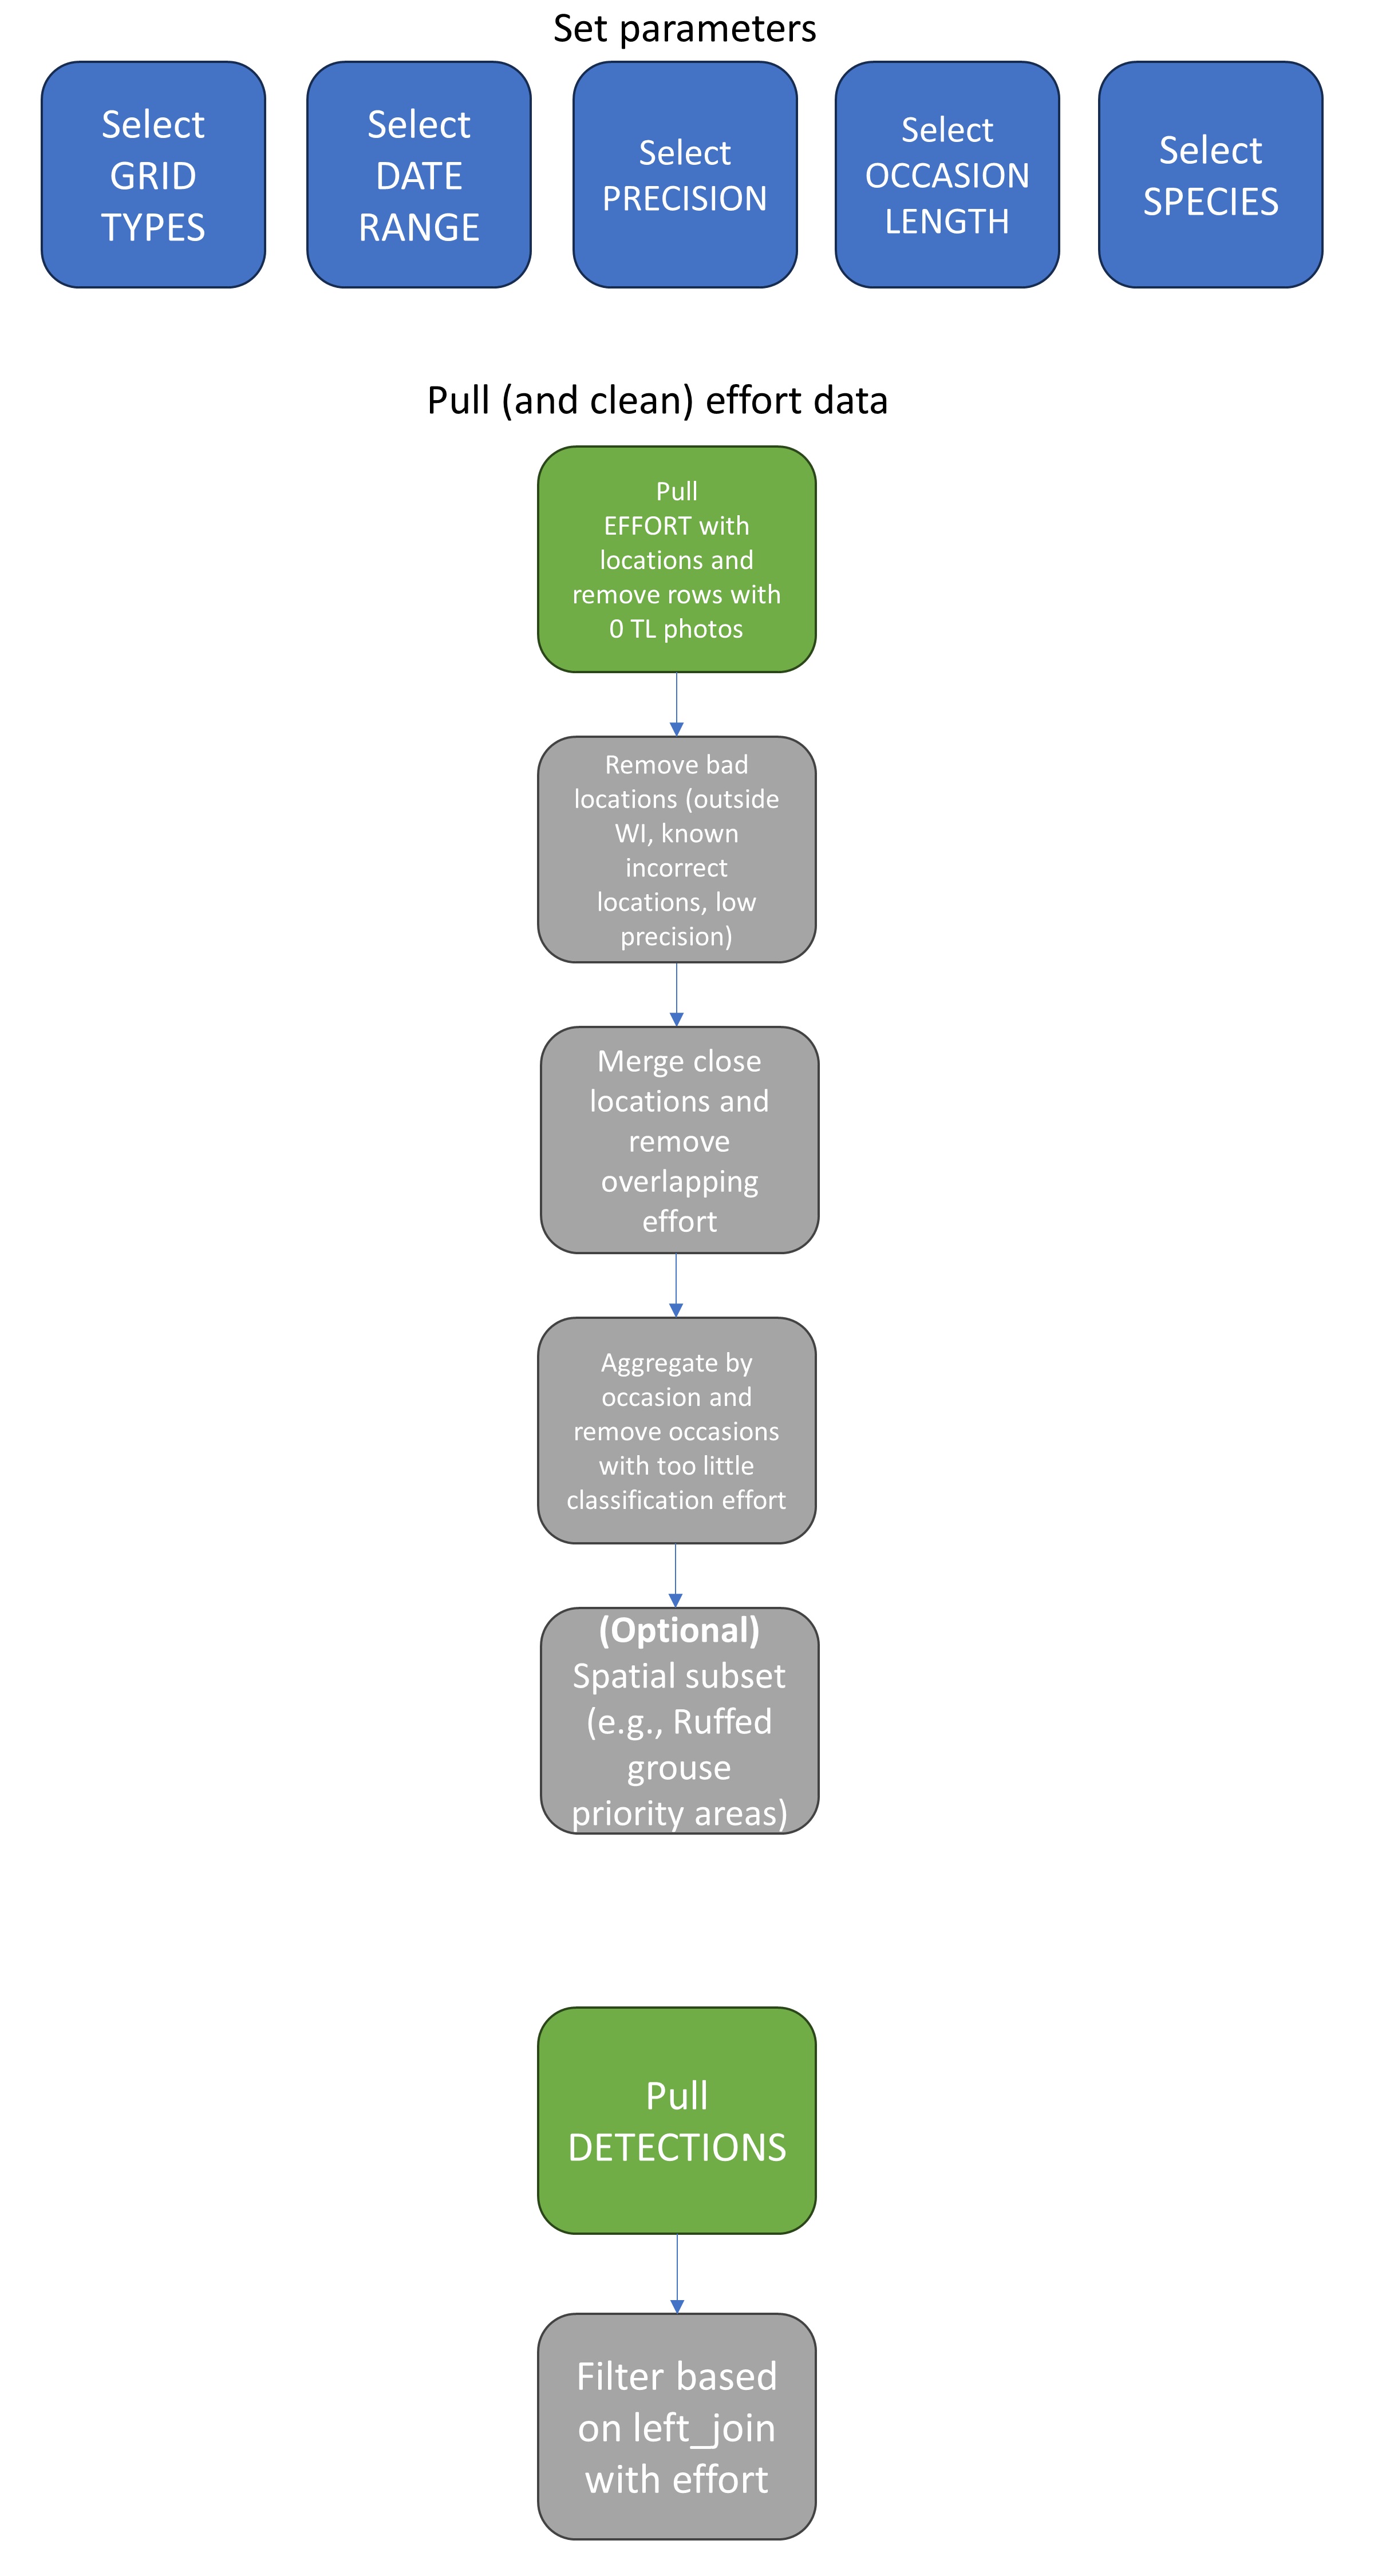 Set parameters
Select
GRID
TYPES
Select
DATE
RANGE
Select
PRECISION
Select
OCCASION
LENGTH
Select
SPECIES
Pull (and clean) effort data
Pull
EFFORT with
locations and
remove rows with
0 TL photos
Remove bad
locations (outside
WI, known
incorrect
locations, low
precision)
Merge close
locations and
remove
overlapping
effort
Aggregate by
occasion and
remove occasions
with too little
classification effort
(Optional)
Spatial subset
(e.g., Ruffed
grouse
priority areas)
Pull
DETECTIONS
Filter based
on left_join
with effort